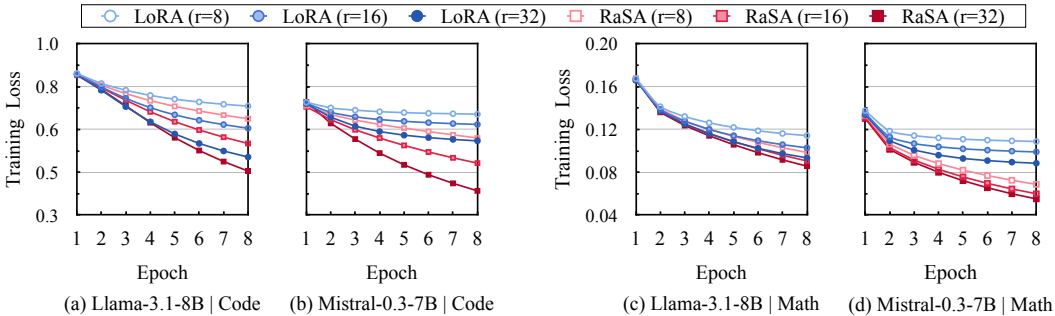 LoRA (r=8) LoRA (r=16) LoRA (r=32) RaSA (r=8) RaSA (r=16) RaSA (r=32)
Training Loss
1.0
0.8
0.6
0.5
0.3
1 2 3 4 5 6 7 8
Epoch
(a) Llama-3.1-8B | Code
1 2 3 4 5 6 7 8
Epoch
(b) Mistral-0.3-7B | Code
Training Loss
0.20
0.16
0.12
0.08
0.04
1 2 3 4 5 6 7 8
Epoch
(c) Llama-3.1-8B | Math
1 2 3 4 5 6 7 8
Epoch
(d) Mistral-0.3-7B | Math